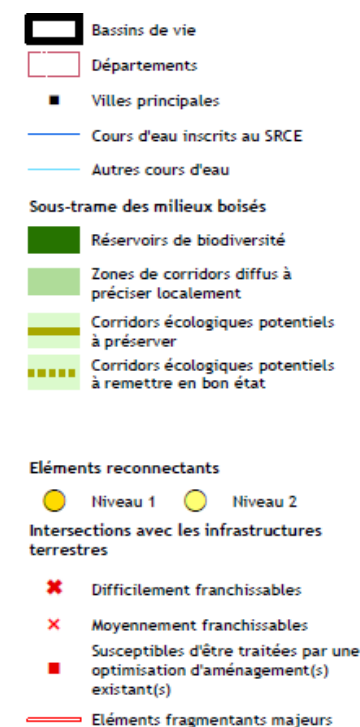 Bassins de vie
Départements
Villes principales
Cours d'eau inscrits au SRCE
Autres cours d'eau
Sous-trame des milieux boisés
Réservoirs de biodiversité
Zones de corridors diffus à
préciser localement
Corridors écologiques potentiels
à préserver
Corridors écologiques potentiels
à remettre en bon état
Eléments reconnectants
Niveau 1 Niveau 2
Intersections avec les infrastructures
terrestres
Difficilement franchissables
Moyennement franchissables
Susceptibles d'être traitées par une
optimisation d'aménagement(s)
existant(s)
Eléments fragmentants majeurs